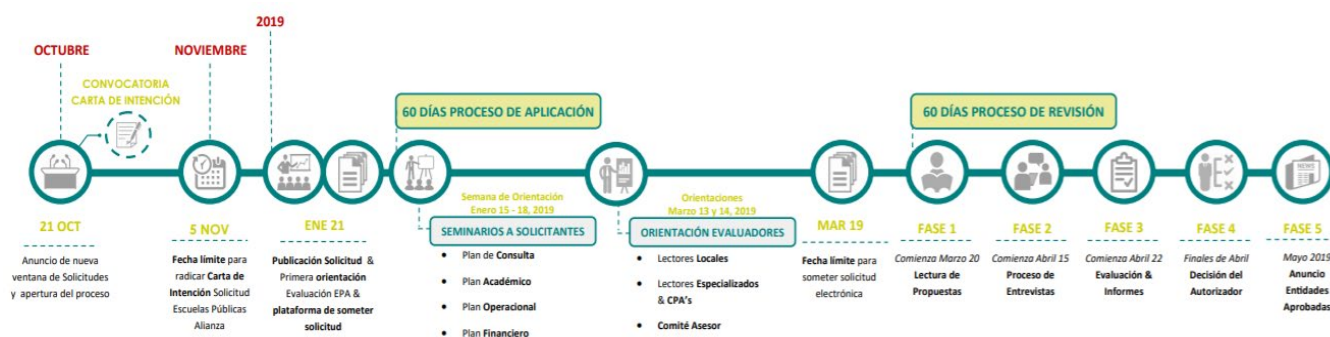 2019
OCTUBRE
NOVIEMBRE
CONVOCATORIA
CARTA DE INTENCIÓN
60 DÍAS PROCESO DE APLICACIÓN
60 DÍAS PROCESO DE REVISIÓN
NEWS
21 OCT
Anuncio de nueva
ventana de Solicitudes
y apertura del proceso
5 NOV
Fecha límite para
radicar Carta de
Intención Solicitud
Escuelas Públicas
Alianza
ENE 21
Publicación Solicitud &
Primera orientación
Evaluación EPA &
plataforma de someter
solicitud
Semana de Orientación
Enero 15 - 18, 2019
SEMINARIOS A SOLICITANTES
• Plan de Consulta
• Plan Académico
• Plan Operacional
• Plan Financiero
Orientaciones
Marzo 13 y 14, 2019
ORIENTACIÓN EVALUADORES
• Lectores Locales
• Lectores Especializados
& CPA's
• Comité Asesor
MAR 19
Fecha límite para
someter solicitud
electrónica
FASE 1
Comienza Marzo 20
Lectura de
Propuestas
FASE 2
Comienza Abril 15
Proceso de
Entrevistas
FASE 3
Comienza Abril 22
Evaluación &
Informes
FASE 4
Finales de Abril
Decisión del
Autorizador
FASE 5
Mayo 2019
Anuncio
Entidades
Aprobadas